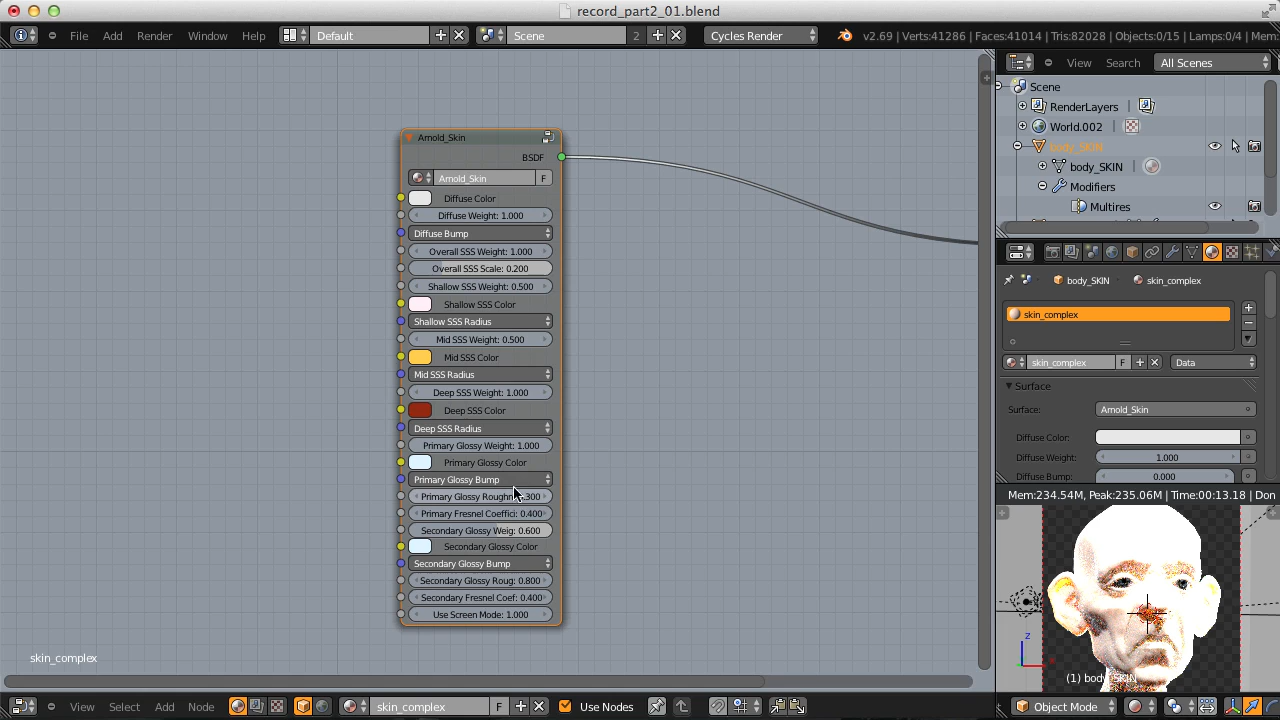 record_part2_01.blend
File Add Render Window Help Default Scene 2 Cycles Render v2.69 | Verts:41286 | Faces:41014 | Tris:82028 | Objects:0/15 | Lamps:0/4 | Mem:
View Search All Scenes
Scene
RenderLayers |
World.002 |
body_SKIN
body_SKIN |
Modifiers
Multires
Arnold_Skin
BSDF
Arnold_Skin F
Diffuse Color
Diffuse Weight: 1.000
Diffuse Bump
Overall SSS Weight: 1.000
Overall SSS Scale: 0.200
Shallow SSS Weight: 0.500
Shallow SSS Color
Shallow SSS Radius
Mid SSS Weight: 0.500
Mid SSS Color
Mid SSS Radius
Deep SSS Weight: 1.000
Deep SSS Color
Deep SSS Radius
Primary Glossy Weight: 1.000
Primary Glossy Color
Primary Glossy Bump
Primary Glossy Roughn 300
Primary Fresnel Coeffici: 0.400
Secondary Glossy Weig: 0.600
Secondary Glossy Color
Secondary Glossy Bump
Secondary Glossy Roug: 0.800
Secondary Fresnel Coef: 0.400
Use Screen Mode: 1.000
body_SKIN skin_complex
skin_complex
skin_complex F Data
Surface
Surface: Arnold_Skin
Diffuse Color:
Diffuse Weight: 1.000
Diffuse Bump: 0.000
Mem:234.54M, Peak:235.06M | Time:00:13.18 | Don
z
(1) body_SKIN
skin_complex
View Select Add Node skin_complex F Use Nodes
Object Mode